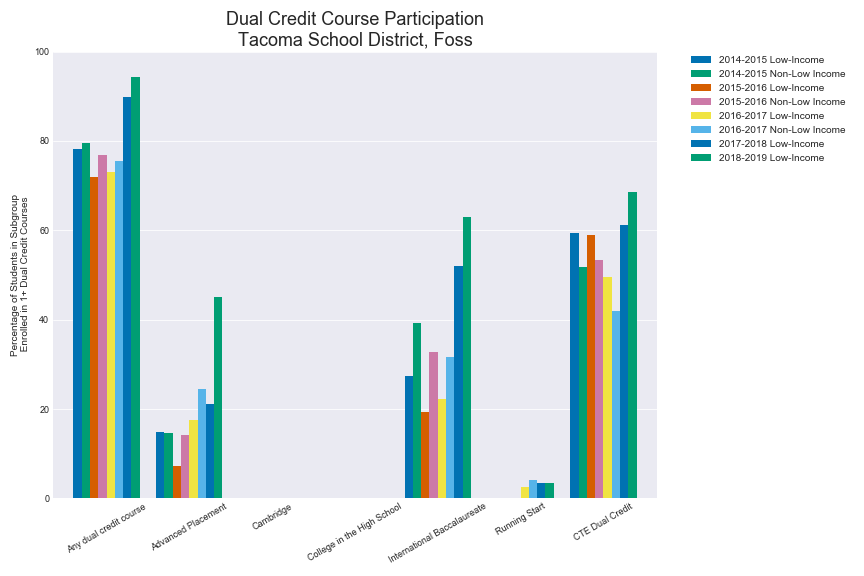 Dual Credit Course Participation
Tacoma School District, Foss
Percentage of Students in Subgroup
Enrolled in 1+ Dual Credit Courses
100
80
60
40
20
0
Any dual credit course
Advanced Placement
Cambridge
College in the High School
International Baccalaureate
Running Start
CTE Dual Credit
2014-2015 Low-Income
2014-2015 Non-Low Income
2015-2016 Low-Income
2015-2016 Non-Low Income
2016-2017 Low-Income
2016-2017 Non-Low Income
2017-2018 Low-Income
2018-2019 Low-Income